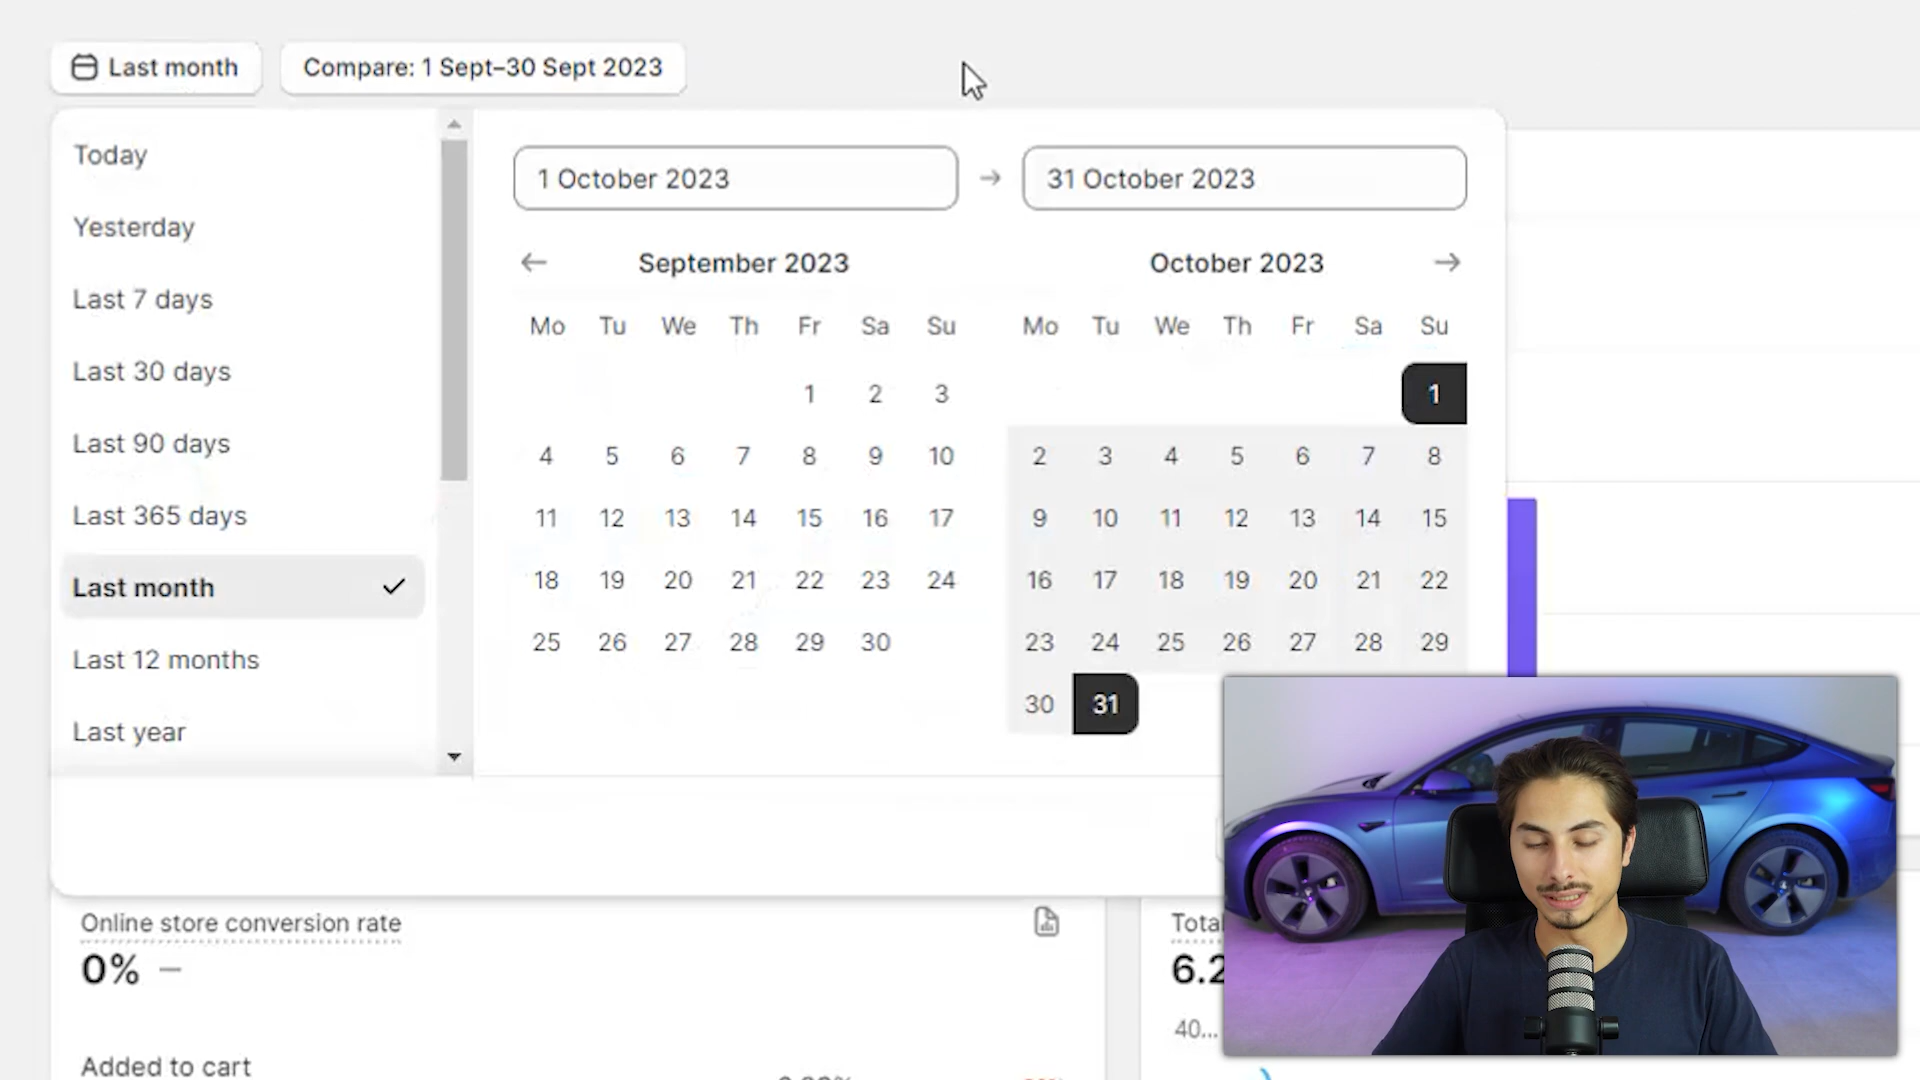 Last month
Compare: 1 Sept–30 Sept 2023
Today
Yesterday
Last 7 days
Last 30 days
Last 90 days
Last 365 days
Last month
Last 12 months
Last year
1 October 2023 → 31 October 2023
← September 2023
Mo Tu We Th Fr Sa Su
1 2 3
4 5 6 7 8 9 10
11 12 13 14 15 16 17
18 19 20 21 22 23 24
25 26 27 28 29 30
October 2023 →
Mo Tu We Th Fr Sa Su
1
2 3 4 5 6 7 8
9 10 11 12 13 14 15
16 17 18 19 20 21 22
23 24 25 26 27 28 29
30 31
Online store conversion rate
0% –
Added to cart
Total
6.2
40...